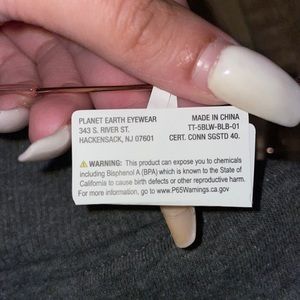 PLANET EARTH EYEWEAR MADE IN CHINA
343 S. RIVER ST. TT-5BLW-BLB-01
HACKENSACK, NJ 07601 CERT. CONN SGSTD 40.
⚠ WARNING: This product can expose you to chemicals
including Bisphenol A (BPA) which is known to the State of
California to cause birth defects or other reproductive harm.
For more information, go to www.P65Warnings.ca.gov